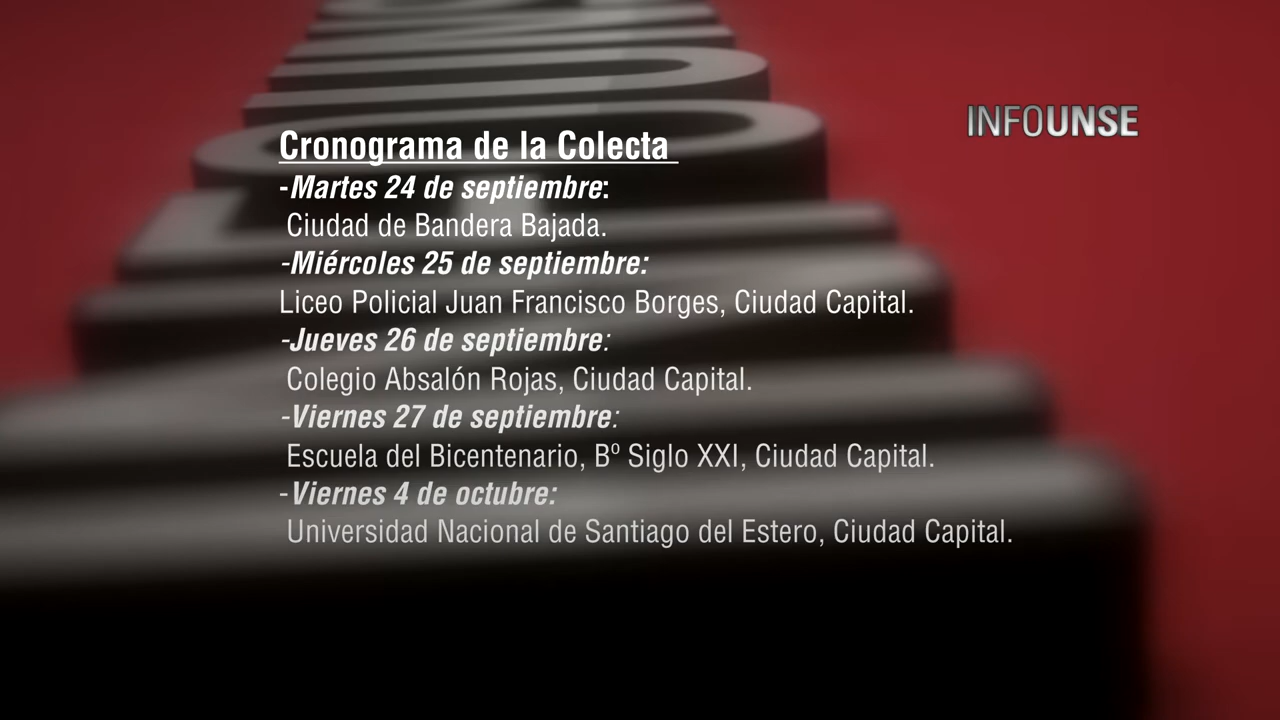 INFOUNSE
Cronograma de la Colecta
-Martes 24 de septiembre:
Ciudad de Bandera Bajada.
-Miércoles 25 de septiembre:
Liceo Policial Juan Francisco Borges, Ciudad Capital.
-Jueves 26 de septiembre:
Colegio Absalón Rojas, Ciudad Capital.
-Viernes 27 de septiembre:
Escuela del Bicentenario, Bº Siglo XXI, Ciudad Capital.
-Viernes 4 de octubre:
Universidad Nacional de Santiago del Estero, Ciudad Capital.